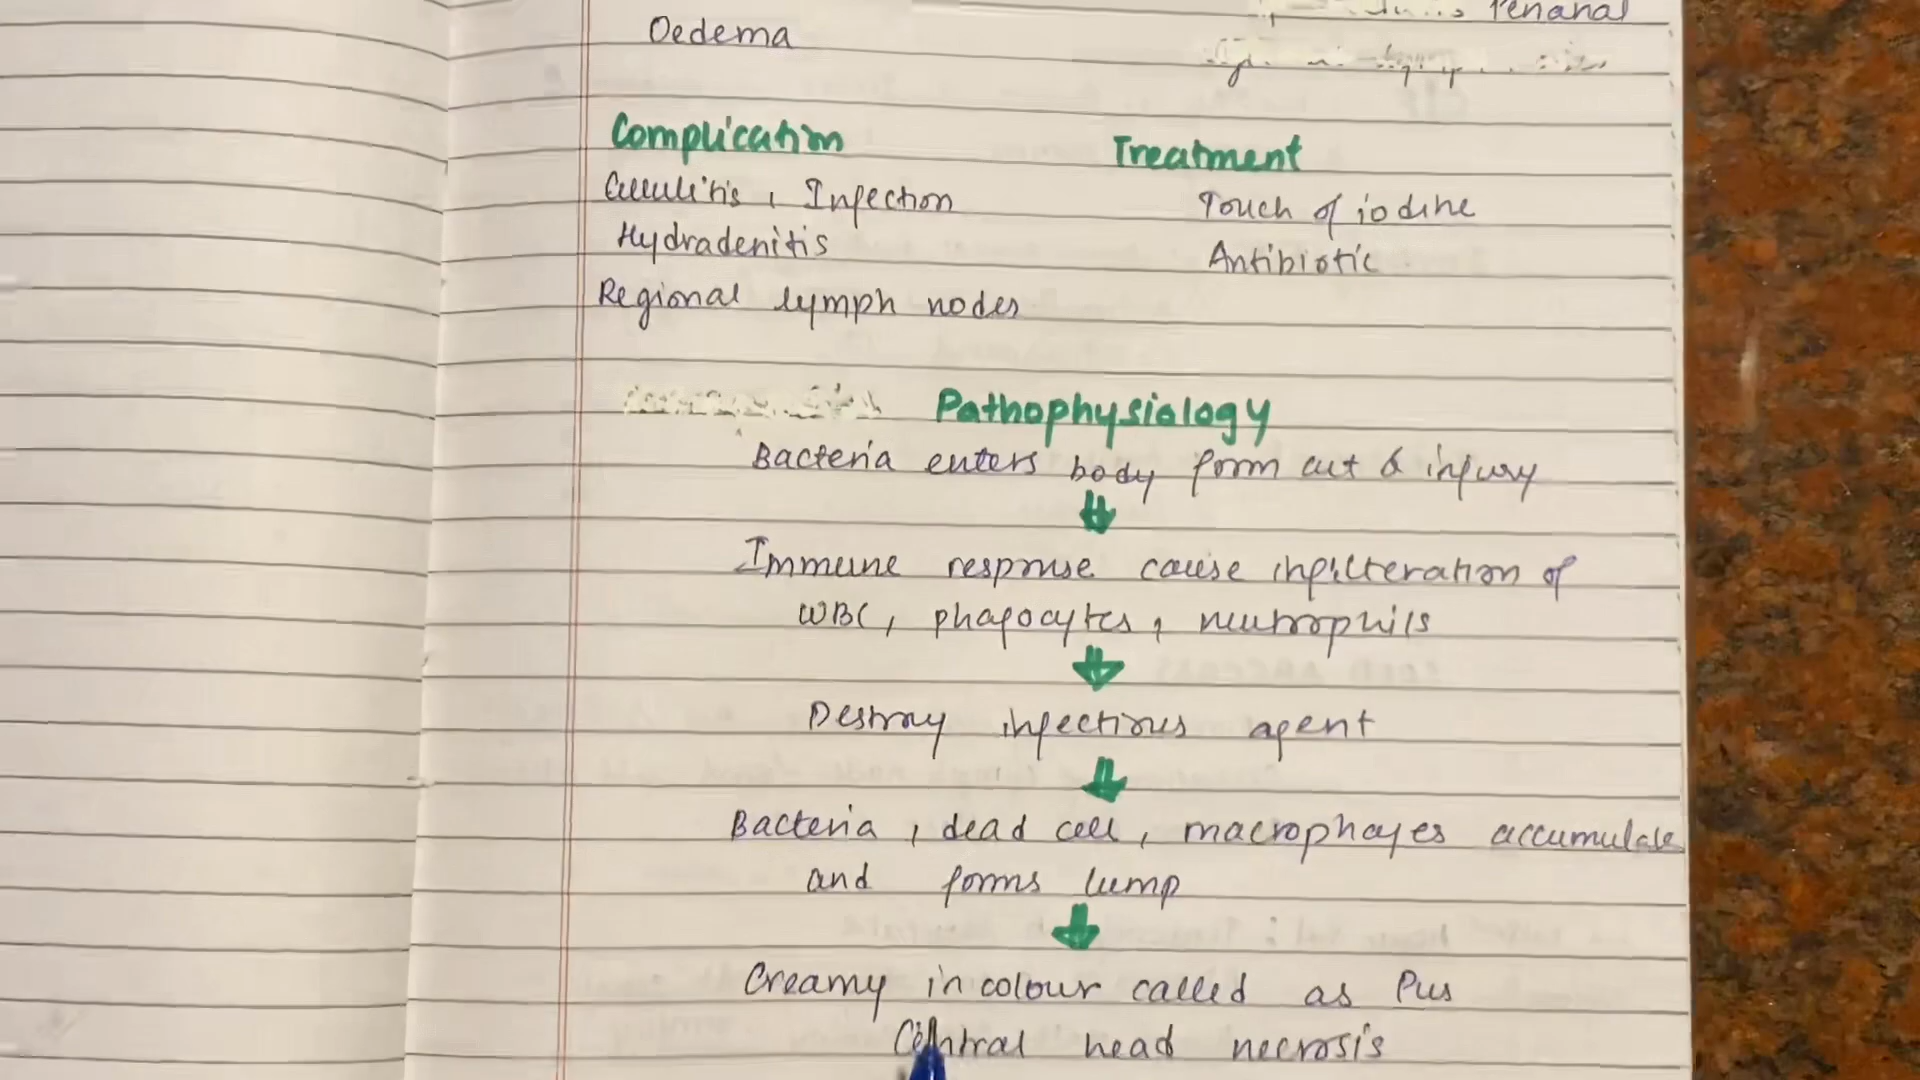 Perianal
Oedema
Complication
Treatment
Cellulitis, Infection
Touch of iodine
Hydradenitis
Antibiotic
Regional lymph nodes
Pathophysiology
Bacteria enters body form cut & injury
Immune response cause infilteration of
WBC, phagocytes, neutrophils
Destroy infectious agent
Bacteria, dead cell, macrophages accumulate
and forms lump
Creamy in colour called as Pus
Central head necrosis